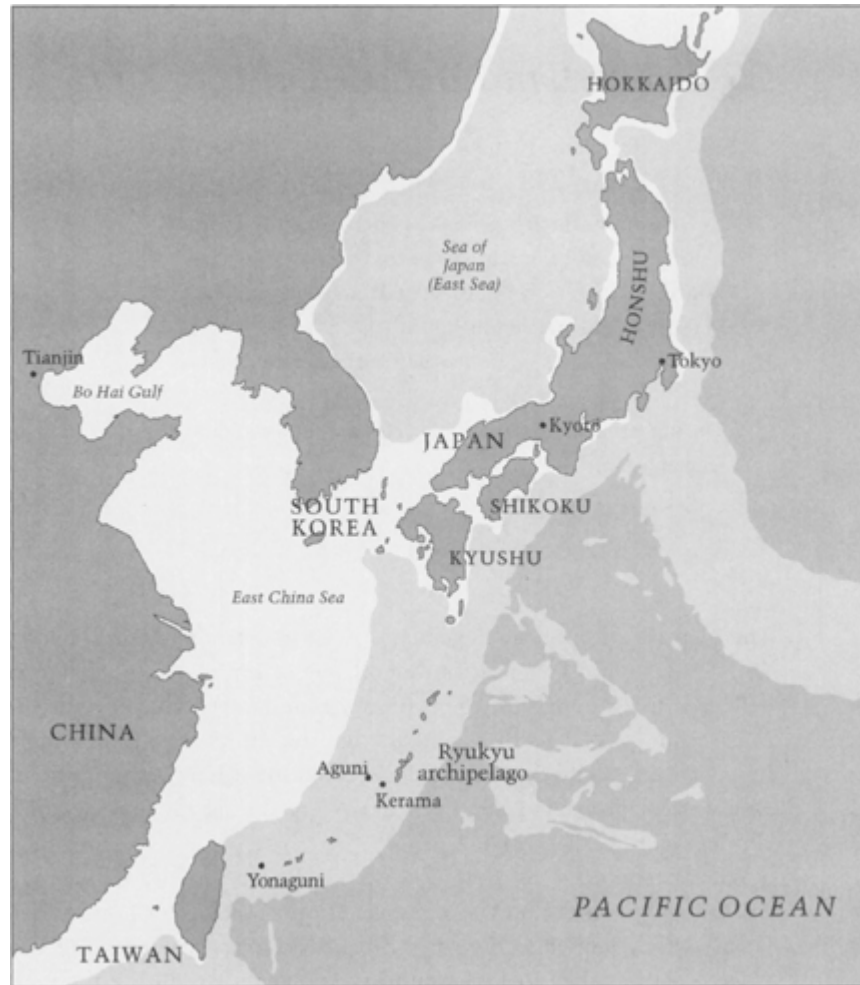 HOKKAIDO
Sea of
Japan
(East Sea)
HONSHU
Tianjin
Bo Hai Gulf
Tokyo
Kyoto
JAPAN
SHIKOKU
SOUTH
KOREA
KYUSHU
East China Sea
CHINA
Ryukyu
archipelago
Aguni
Kerama
Yonaguni
PACIFIC OCEAN
TAIWAN